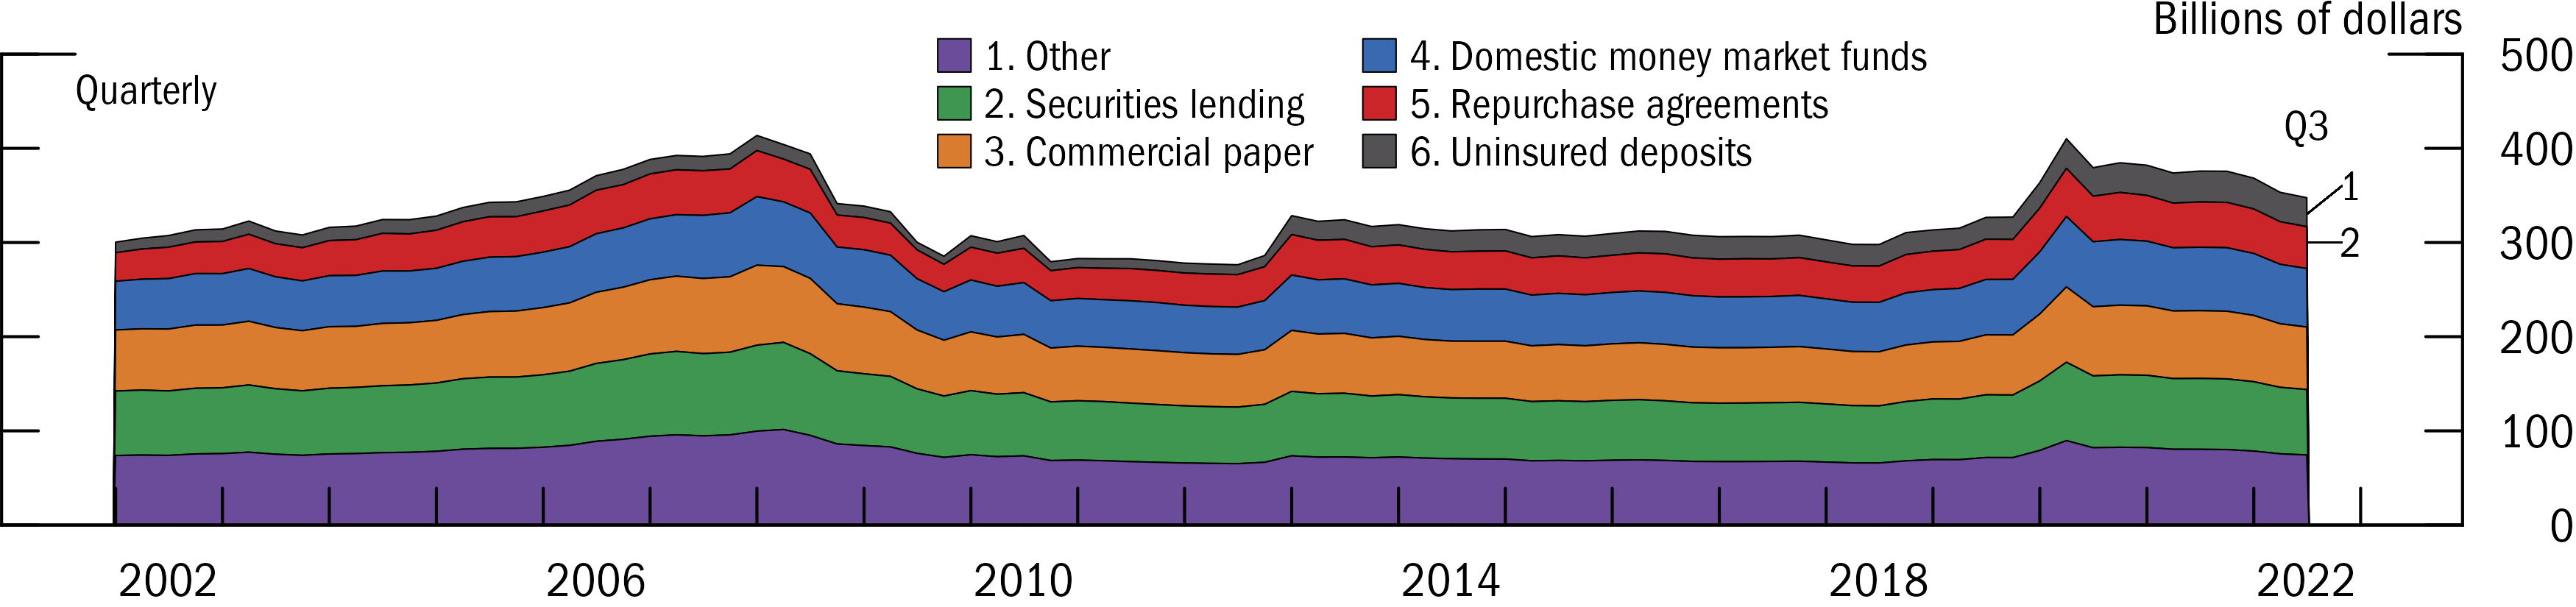 Billions of dollars
Quarterly
1. Other
2. Securities lending
3. Commercial paper
4. Domestic money market funds
5. Repurchase agreements
6. Uninsured deposits
500
Q3
400
1
300
2
200
100
0
2002 2006 2010 2014 2018 2022